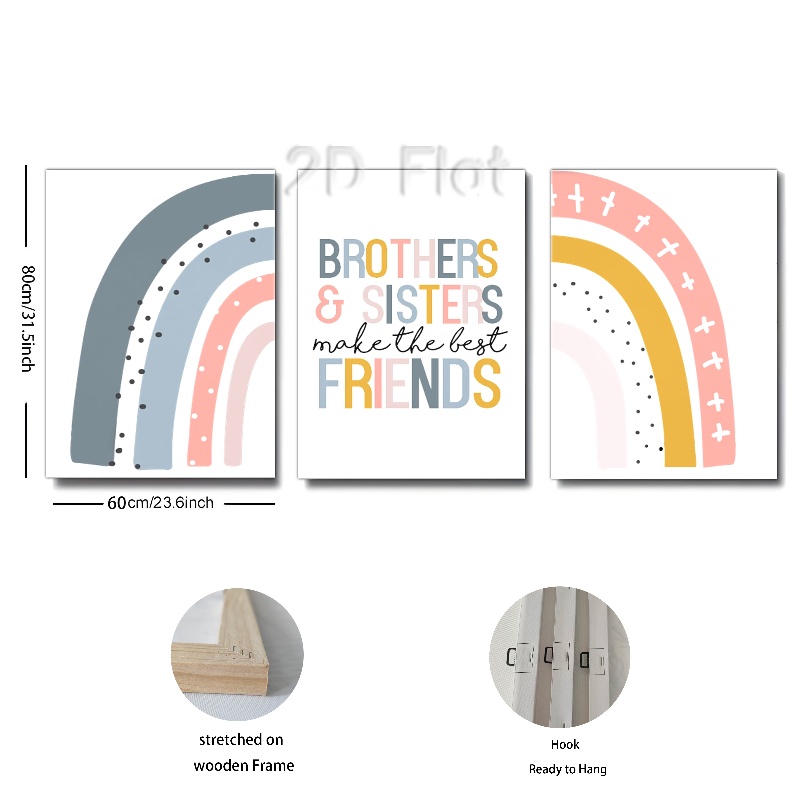 2D Flat
80cm/31.5inch
BROTHERS
& SISTERS
make the best
FRIENDS
60cm/23.6inch
stretched on
wooden Frame
Hook
Ready to Hang